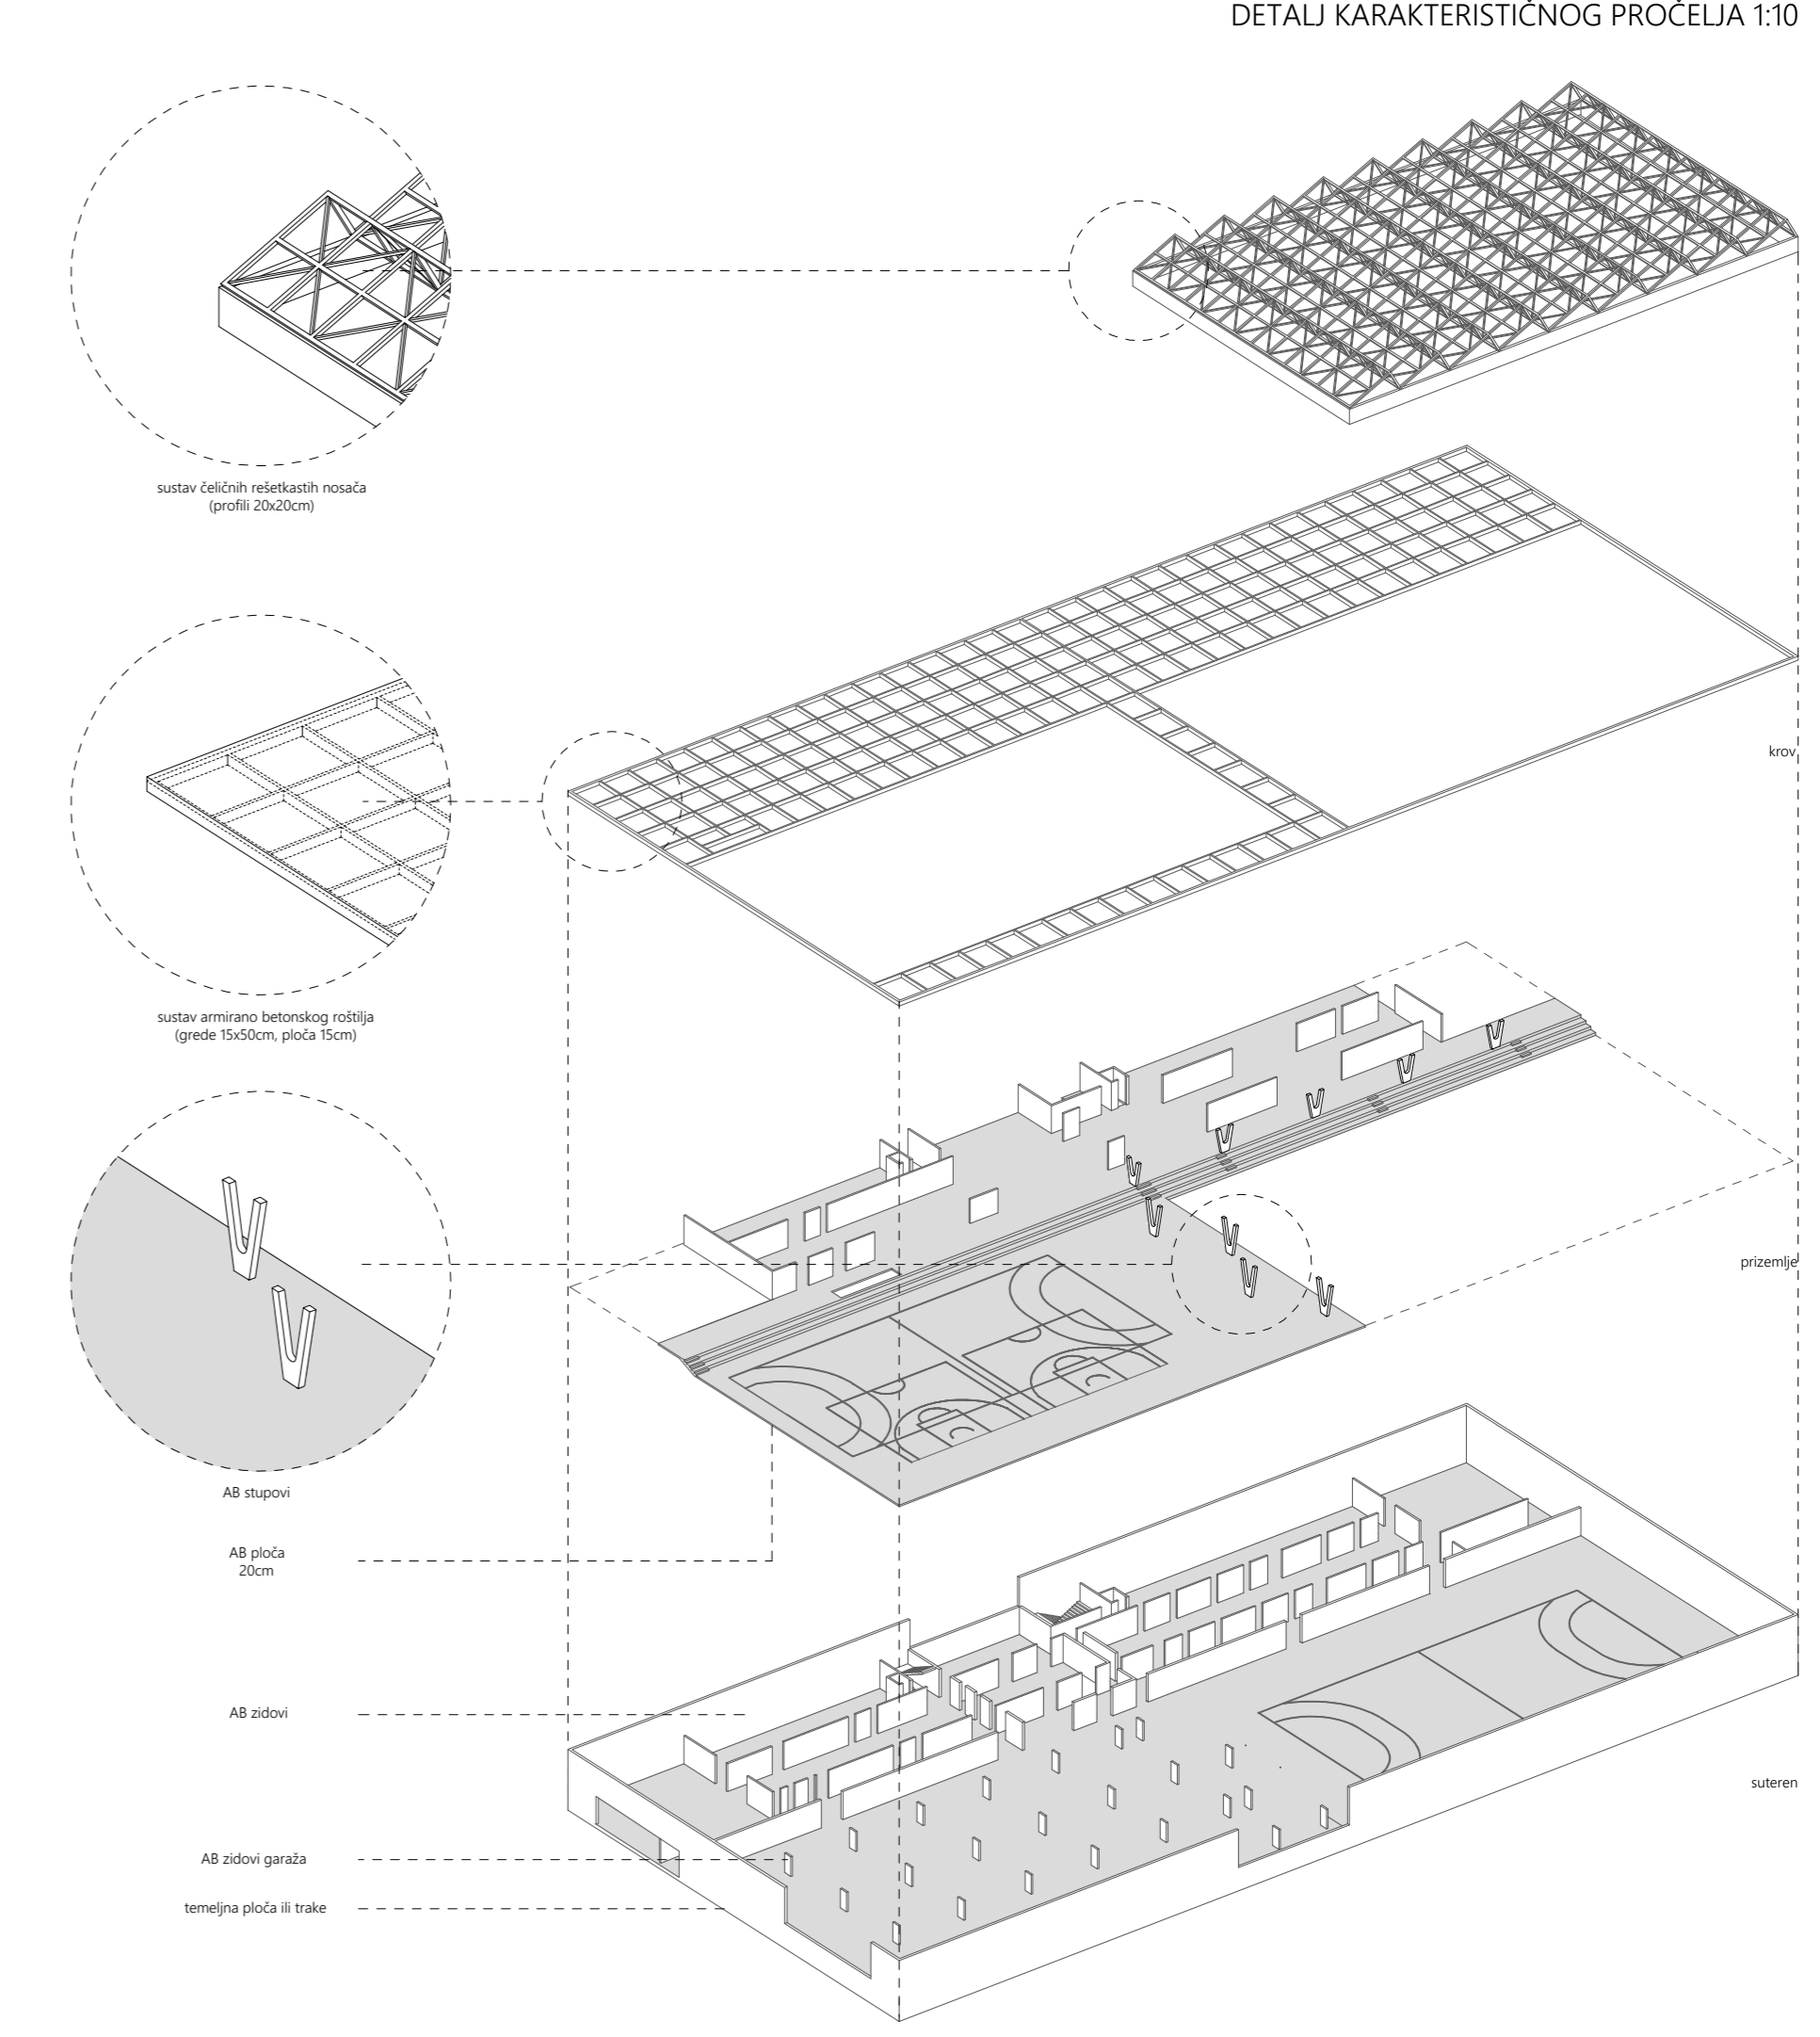 DETALJ KARAKTERISTIČNOG PROČELJA 1:10
sustav čeličnih rešetkastih nosača
(profili 20x20cm)
krov
sustav armirano betonskog roštilja
(grede 15x50cm, ploča 15cm)
prizemlje
AB stupovi
AB ploča
20cm
AB zidovi
suteren
AB zidovi garaža
temeljna ploča ili trake